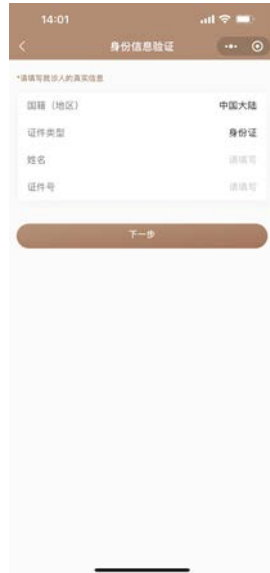 14:01
身份信息验证
*请填写就诊人的真实信息
国籍（地区） 中国大陆
证件类型 身份证
姓名 请填写
证件号 请填写
下一步